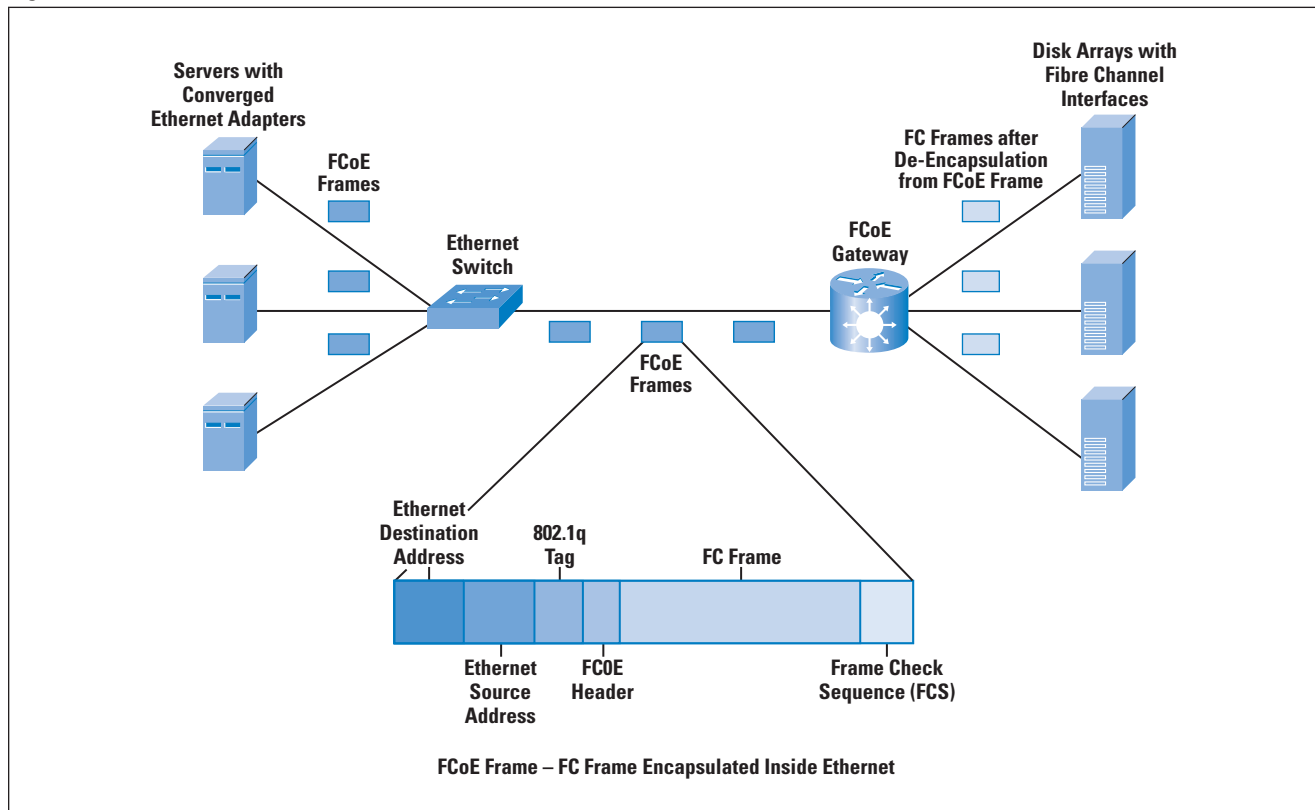 Servers with
Converged
Ethernet Adapters
FCoE
Frames
Ethernet
Switch
FCoE
Frames
FCoE
Gateway
FC Frames after
De-Encapsulation
from FCoE Frame
Disk Arrays with
Fibre Channel
Interfaces
Ethernet
Destination
Address
802.1q
Tag
FC Frame
Ethernet
Source
Address
FC0E
Header
Frame Check
Sequence (FCS)
FCoE Frame – FC Frame Encapsulated Inside Ethernet